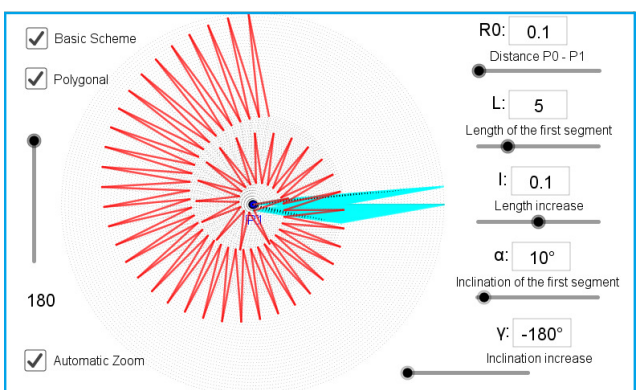 Basic Scheme
Polygonal
180
Automatic Zoom
P1
R0: 0.1
Distance P0 - P1
L: 5
Length of the first segment
I: 0.1
Length increase
α: 10°
Inclination of the first segment
γ: -180°
Inclination increase